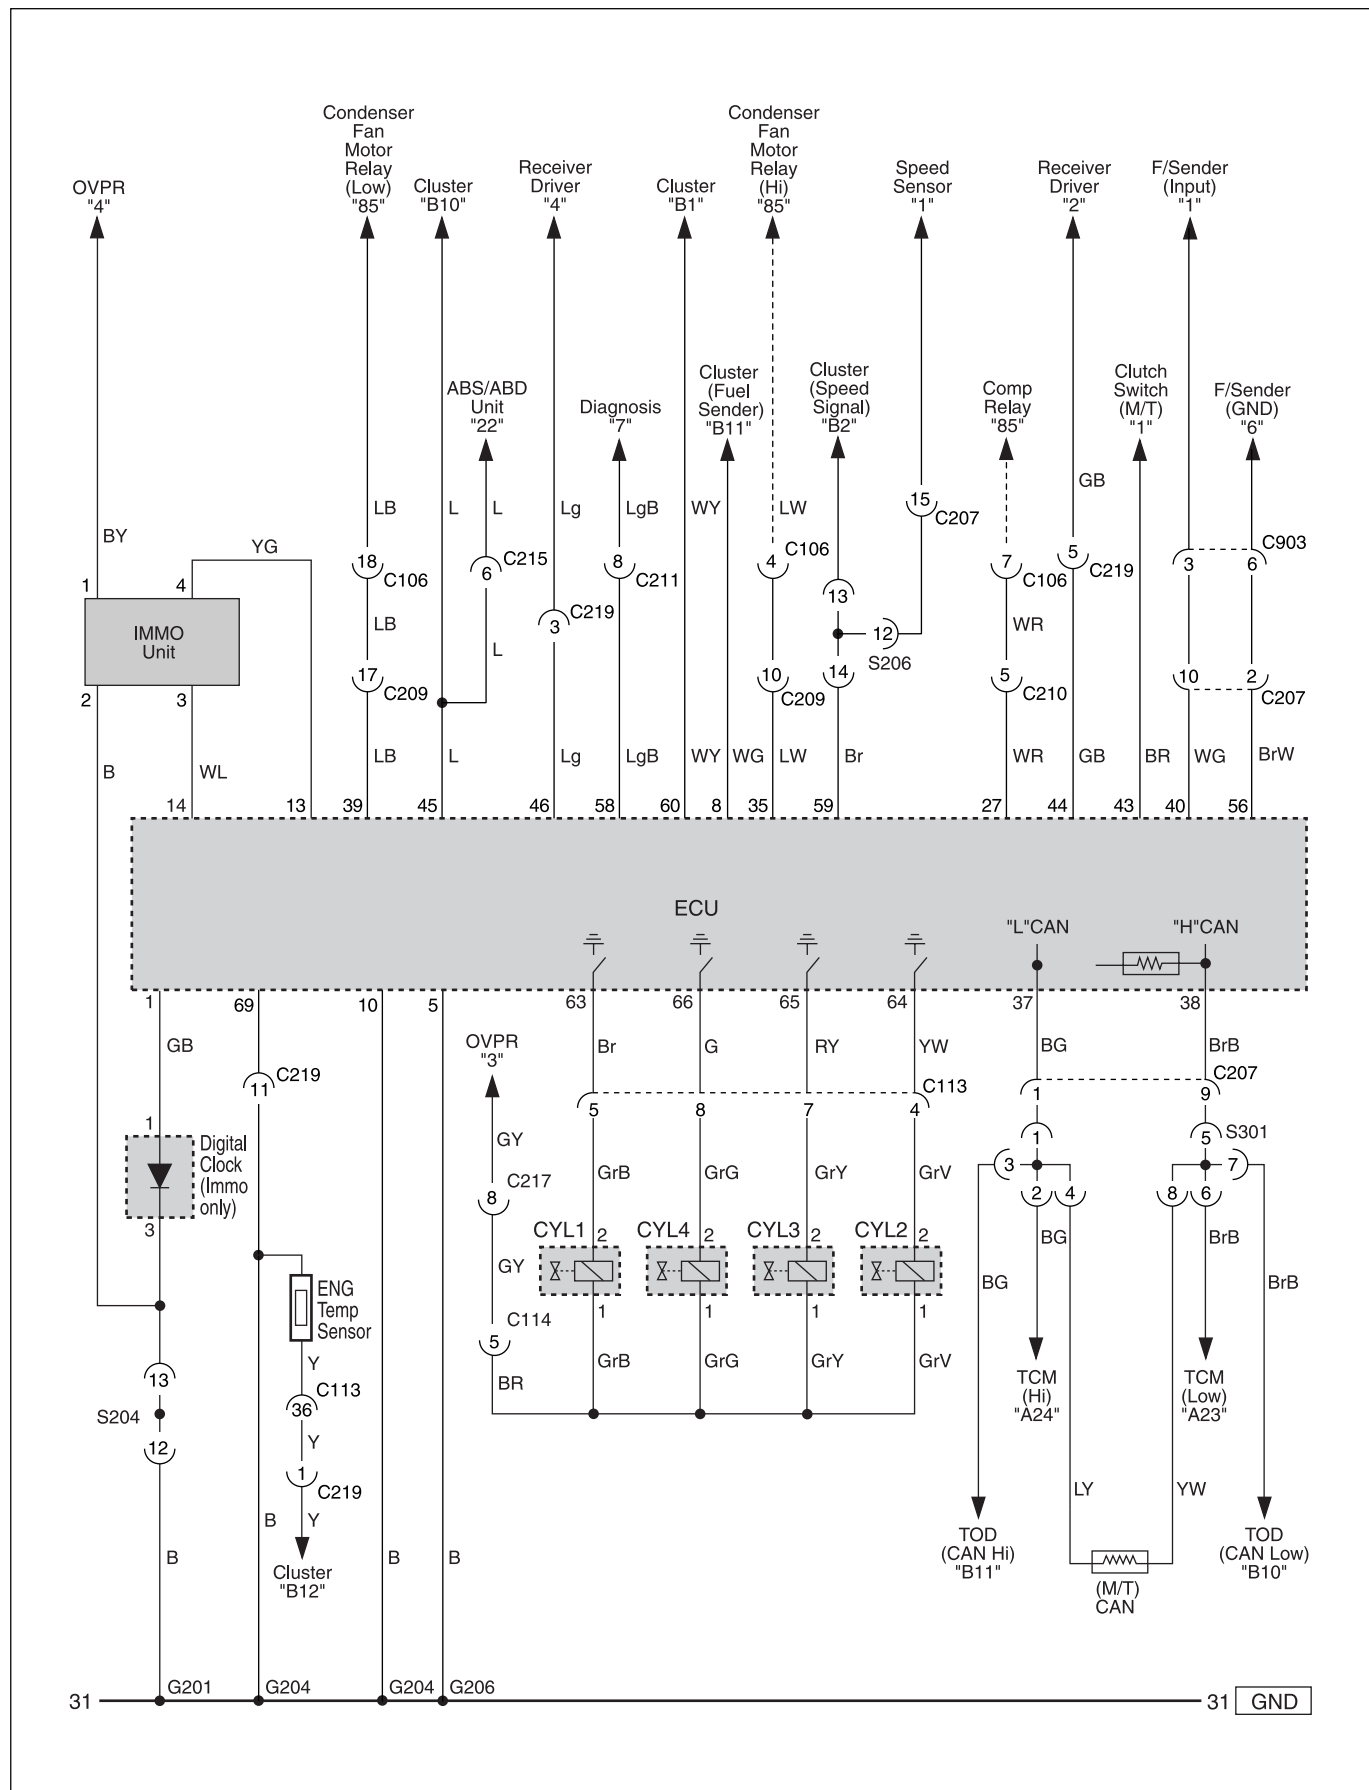 Condenser
Fan
Motor
Relay
(Low)
"85"
Condenser
Fan
Motor
Relay
(Hi)
"85"
OVPR
"4"
Cluster
"B10"
Receiver
Driver
"4"
Cluster
"B1"
Speed
Sensor
"1"
Receiver
Driver
"2"
F/Sender
(Input)
"1"
ABS/ABD
Unit
"22"
Diagnosis
"7"
Cluster
(Fuel
Sender)
"B11"
Cluster
(Speed
Signal)
"B2"
Comp
Relay
"85"
Clutch
Switch
(M/T)
"1"
F/Sender
(GND)
"6"
GB
15
C207
LB L L Lg LgB WY LW
BY
YG
18
C106
6
C215
8
C211
4
C106
7
C106
5
C219
C903
3 6
1 4
IMMO
Unit
2 3
13
3
C219
LB
L
12
S206
WR
17
C209
10
C209
14
5
C210
10 2
C207
B WL LB L Lg LgB WY WG LW Br WR GB BR WG BrW
14 13 39 45 46 58 60 8 35 59 27 44 43 40 56
ECU
"L"CAN "H"CAN
1 69 10 5 63 66 65 64 37 38
GB
OVPR
"3"
Br G RY YW BG BrB
11
C219
C113
5 8 7 4
C207
1 9
1
Digital
Clock
(Immo
only)
3
GY
8
C217
GY
GrB GrG GrY GrV
1
5
S301
3
7
2 4 8 6
BG BrB
BG BrB
CYL1 2
CYL4 2
CYL3 2
CYL2 2
1 1 1 1
ENG
Temp
Sensor
5
C114
BR
GrB GrG GrY GrV
Y
13
S204
12
36
C113
Y
1
C219
Y
Cluster
"B12"
TCM
(Hi)
"A24"
TCM
(Low)
"A23"
LY YW
TOD
(CAN Hi)
"B11"
TOD
(CAN Low)
"B10"
(M/T)
CAN
B B B B
G201 G204 G204 G206
31 31 GND